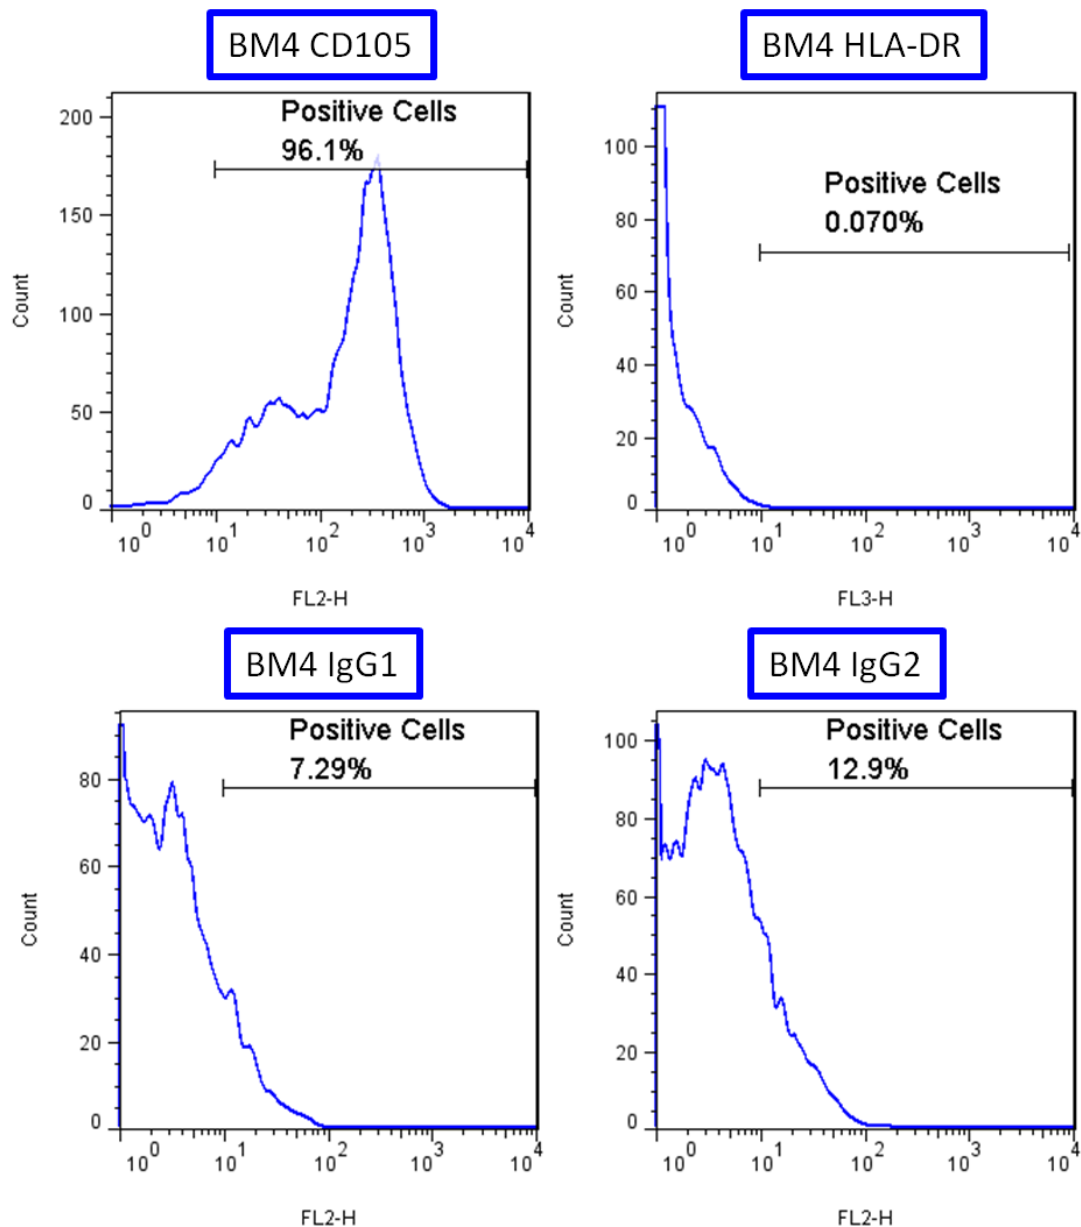 BM4 CD105
Positive Cells
96.1%
200
150
100
50
0
Count
10^0 10^1 10^2 10^3 10^4
FL2-H
BM4 HLA-DR
Positive Cells
0.070%
100
80
60
40
20
0
Count
10^0 10^1 10^2 10^3 10^4
FL3-H
BM4 IgG1
Positive Cells
7.29%
80
60
40
20
0
Count
10^0 10^1 10^2 10^3 10^4
FL2-H
BM4 IgG2
Positive Cells
12.9%
100
80
60
40
20
0
Count
10^0 10^1 10^2 10^3 10^4
FL2-H